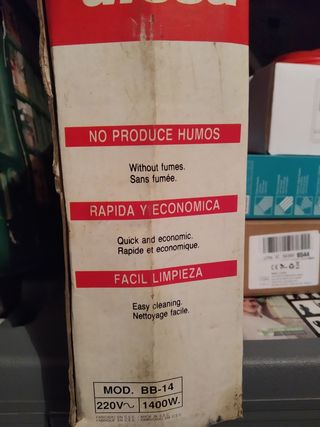 NO PRODUCE HUMOS
Without fumes.
Sans fumée.
RAPIDA Y ECONOMICA
Quick and economic.
Rapide et economique.
FACIL LIMPIEZA
Easy cleaning.
Nettoyage facile.
MOD. BB-14
220V∿ 1400W.